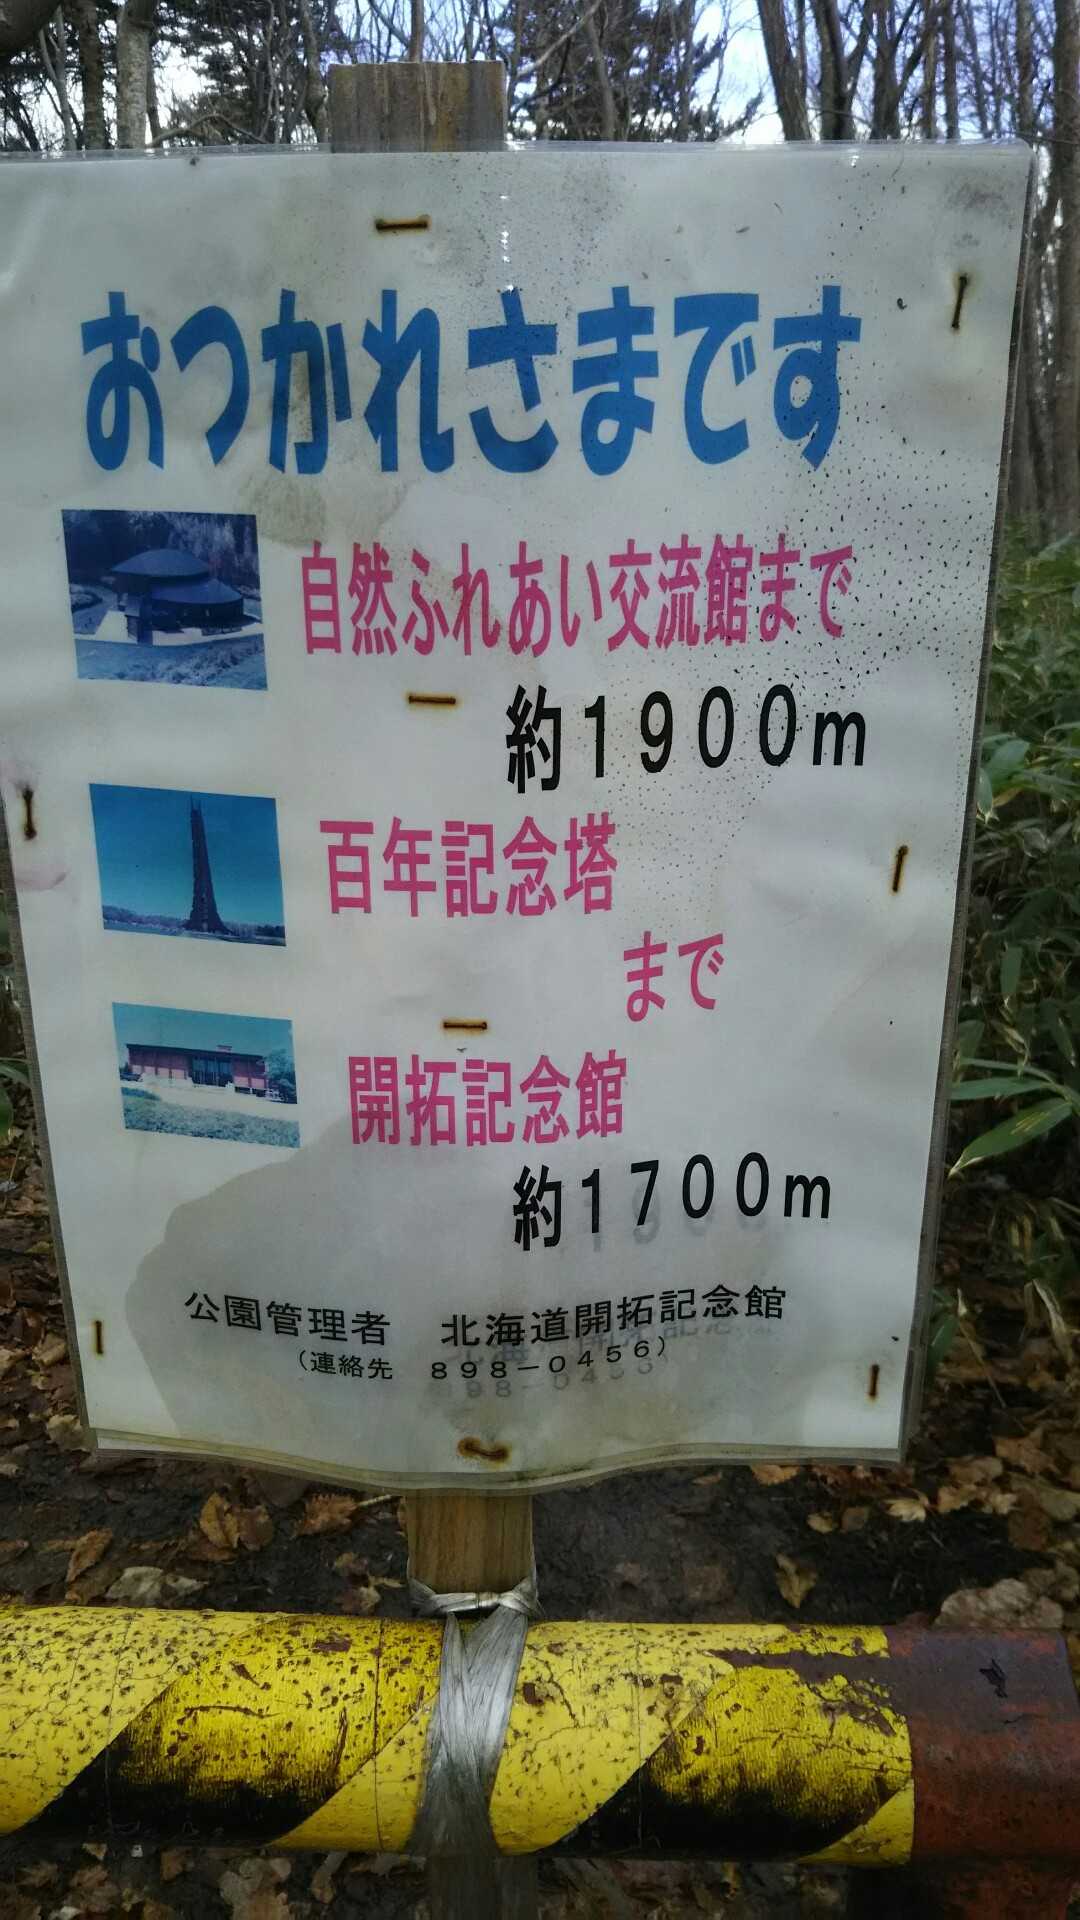 おつかれさまです
自然ふれあい交流館まで
約1900m
百年記念塔
まで
開拓記念館
約1700m
公園管理者 北海道開拓記念館
（連絡先 898－0456）